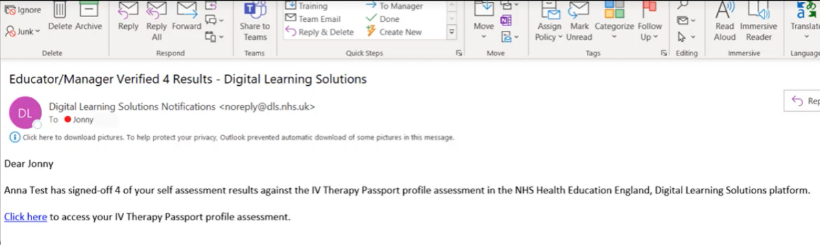 Ignore
Junk
Delete Archive
Reply Reply All Forward
Share to Teams
Training
Team Email
Reply & Delete
To Manager
Done
Create New
Move
Assign Policy
Mark Unread
Categorize
Follow Up
Read Aloud
Immersive Reader
Translate
Delete Respond Teams Quick Steps Move Tags Editing Immersive Language
Educator/Manager Verified 4 Results - Digital Learning Solutions
DL
Digital Learning Solutions Notifications <noreply@dls.nhs.uk>
To Jonny
Click here to download pictures. To help protect your privacy, Outlook prevented automatic download of some pictures in this message.
Dear Jonny
Anna Test has signed-off 4 of your self assessment results against the IV Therapy Passport profile assessment in the NHS Health Education England, Digital Learning Solutions platform.
Click here to access your IV Therapy Passport profile assessment.